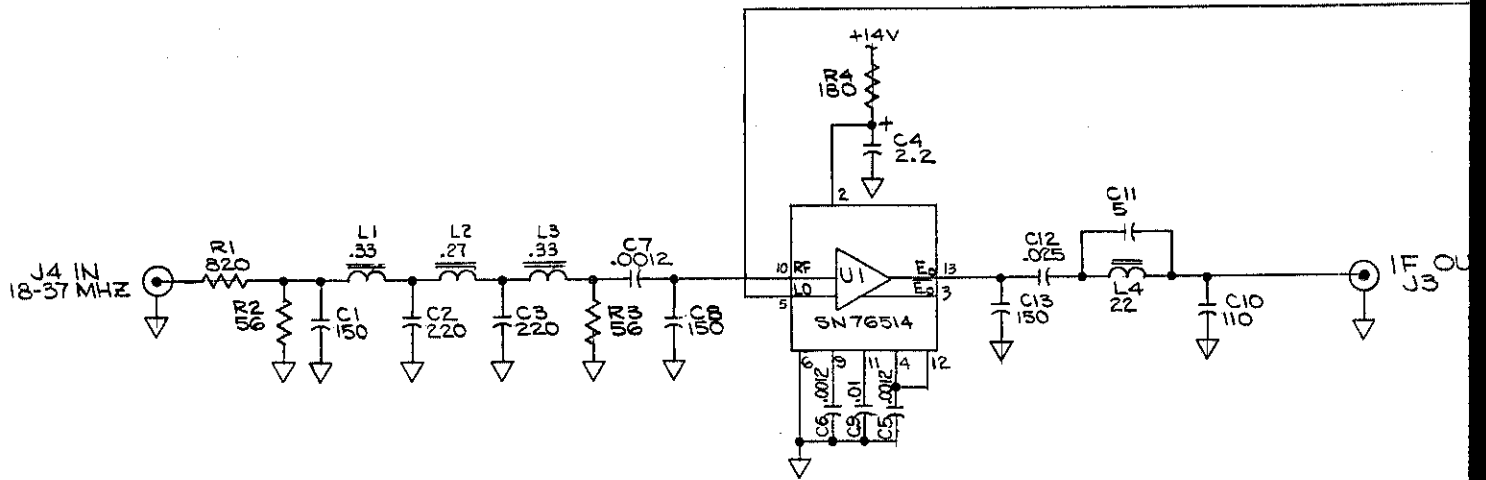 +14V
R4
180
+
C4
2.2
2
J4 IN
18-37 MHZ
R1
820
R2
56
C1
150
L1
.33
C2
220
L2
.27
C3
220
L3
.33
R3
56
C7
.0012
C8
150
10 RF
LO
5
U1
SN76514
Eo 13
Eo 3
6
9
11
4
12
C6 .0012
C9 .01
C5 .0012
C13
150
C12
.025
C11
5
L4
22
C10
110
IF OU
J3